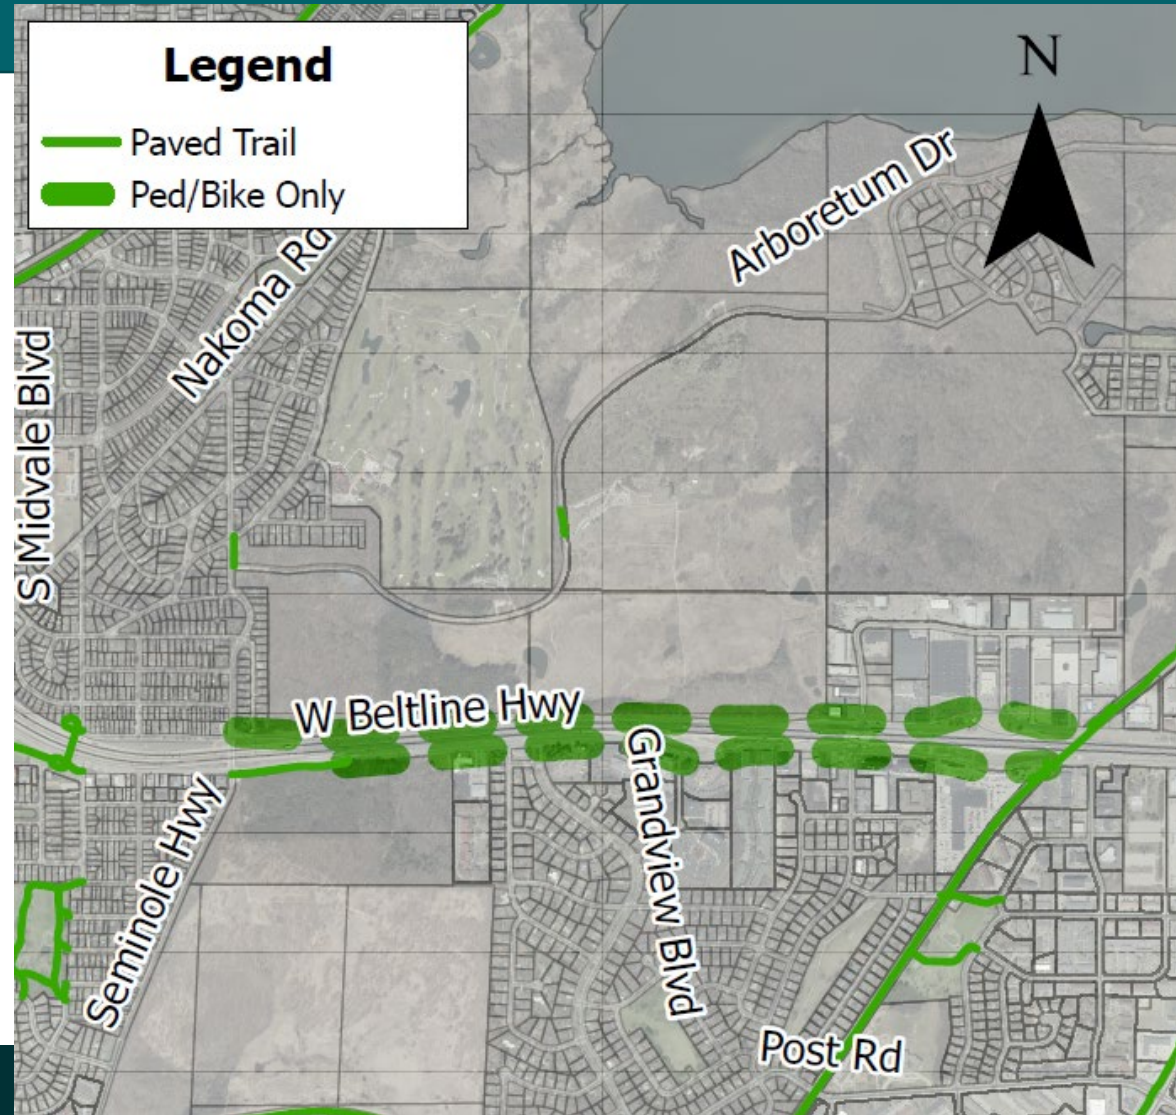 Legend
Paved Trail
Ped/Bike Only
N
Arboretum Dr
Nakoma Rd
S Midvale Blvd
W Beltline Hwy
Grandview Blvd
Seminole Hwy
Post Rd